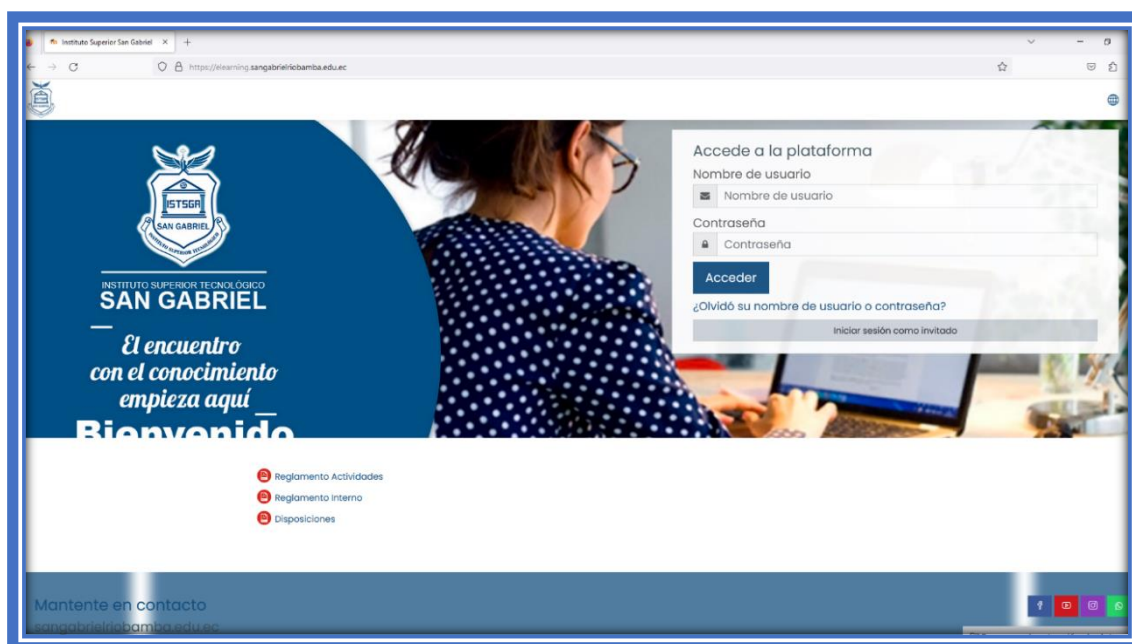 Instituto Superior San Gabriel
https://elearning.sangabrielriobamba.edu.ec
ISTSGA
SAN GABRIEL
INSTITUTO SUPERIOR TECNOLÓGICO
INSTITUTO SUPERIOR TECNOLÓGICO
SAN GABRIEL
El encuentro
con el conocimiento
empieza aquí
Bienvenido
Accede a la plataforma
Nombre de usuario
Nombre de usuario
Contraseña
Contraseña
Acceder
¿Olvidó su nombre de usuario o contraseña?
Iniciar sesión como invitado
Reglamento Actividades
Reglamento Interno
Disposiciones
Mantente en contacto
sangabrielriobamba.edu.ec